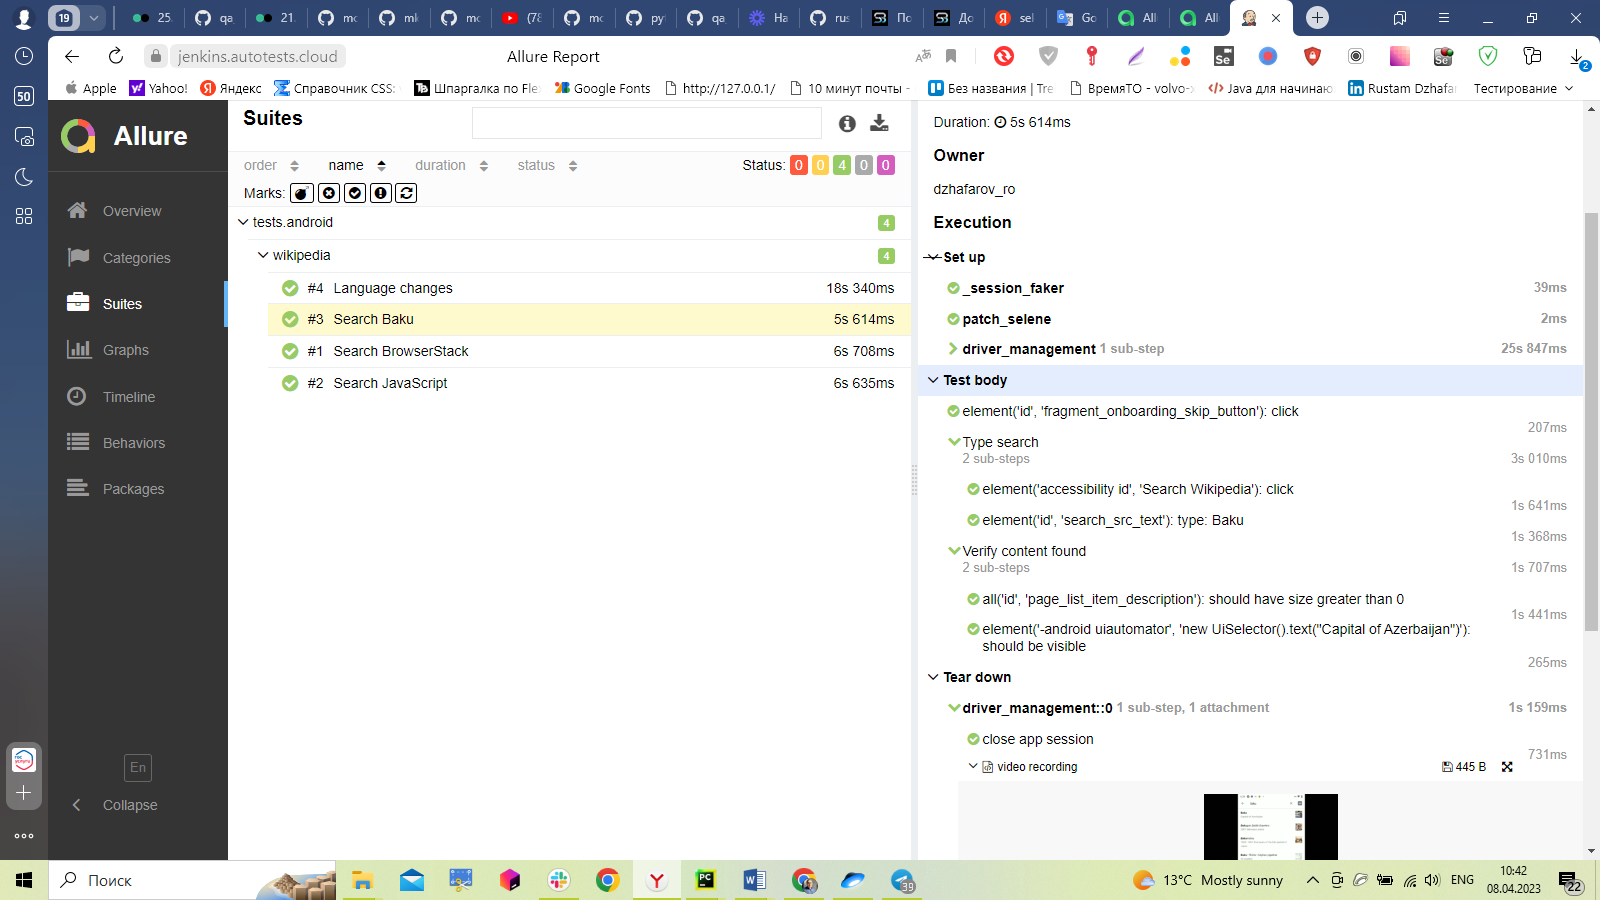 19
25.
qa
21.
mc
mle
mc
(78
mc
py
qa
Ha
rus
По
До
sel
Go
Alle
Alle
jenkins.autotests.cloud
Allure Report
2
50
Apple
Yahoo!
Яндекс
Справочник CSS:
Шпаргалка по Flex
Google Fonts
http://127.0.0.1/
10 минут почты -
Без названия | Tre
ВремяТО - volvo-x
Java для начинаю
Rustam Dzhafar
Тестирование
Allure
Overview
Categories
Suites
Graphs
Timeline
Behaviors
Packages
En
Collapse
Suites
order
name
duration
status
Status: 0 0 4 0 0
Marks:
tests.android 4
wikipedia 4
#4 Language changes 18s 340ms
#3 Search Baku 5s 614ms
#1 Search BrowserStack 6s 708ms
#2 Search JavaScript 6s 635ms
Duration: 5s 614ms
Owner
dzhafarov_ro
Execution
Set up
_session_faker 39ms
patch_selene 2ms
driver_management 1 sub-step 25s 847ms
Test body
element('id', 'fragment_onboarding_skip_button'): click
207ms
Type search
2 sub-steps 3s 010ms
element('accessibility id', 'Search Wikipedia'): click
1s 641ms
element('id', 'search_src_text'): type: Baku
1s 368ms
Verify content found
2 sub-steps 1s 707ms
all('id', 'page_list_item_description'): should have size greater than 0
1s 441ms
element('-android uiautomator', 'new UiSelector().text("Capital of Azerbaijan")'):
should be visible
265ms
Tear down
driver_management::0 1 sub-step, 1 attachment 1s 159ms
close app session
731ms
video recording 445 B
Поиск
39
13°C Mostly sunny
ENG
10:42
08.04.2023
22